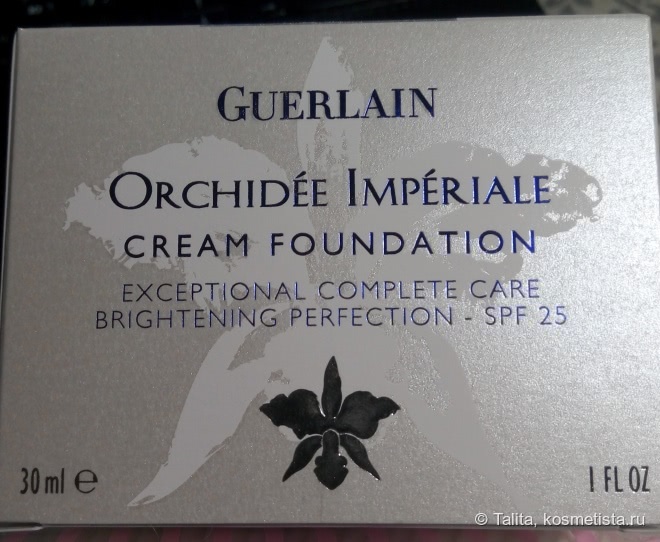 GUERLAIN
ORCHIDÉE IMPÉRIALE
CREAM FOUNDATION
EXCEPTIONAL COMPLETE CARE
BRIGHTENING PERFECTION - SPF 25
30 ml ℮
1 FL OZ
© Talita, kosmetista.ru